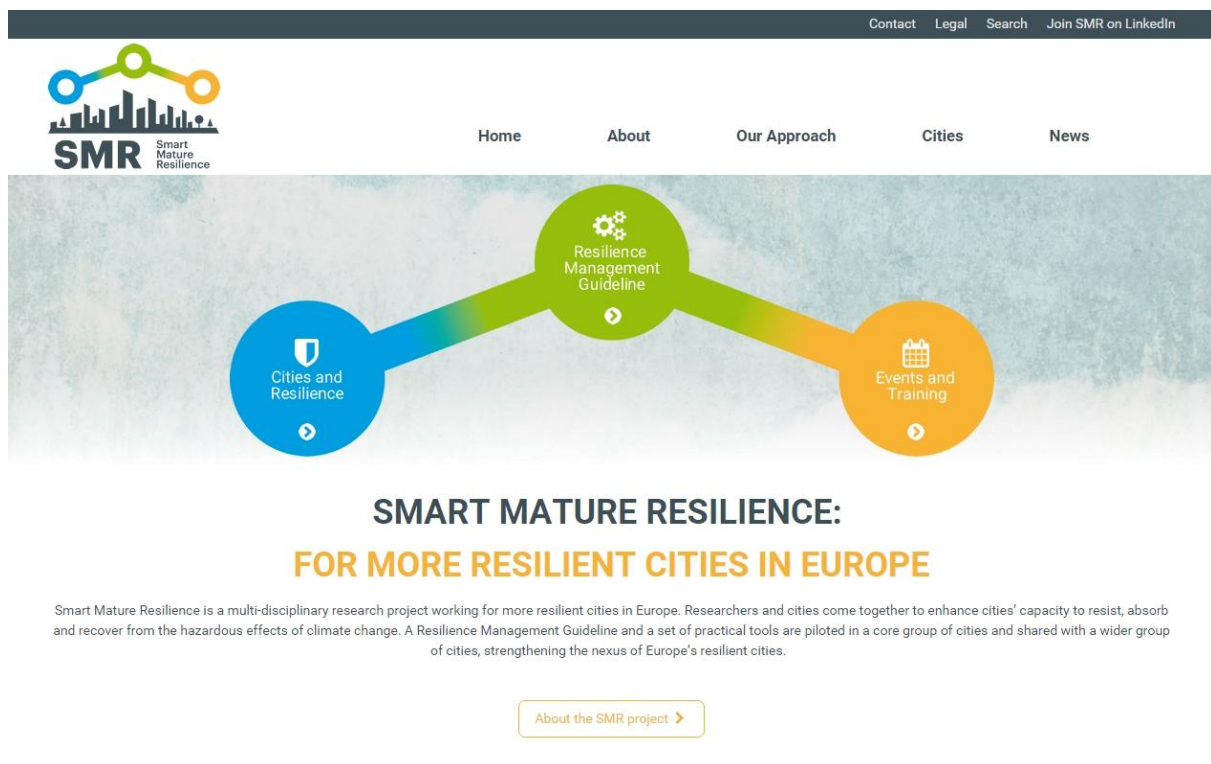 Contact Legal Search Join SMR on LinkedIn
SMR Smart
Mature
Resilience
Home About Our Approach Cities News
Resilience
Management
Guideline
Cities and
Resilience
Events and
Training
SMART MATURE RESILIENCE:
FOR MORE RESILIENT CITIES IN EUROPE
Smart Mature Resilience is a multi-disciplinary research project working for more resilient cities in Europe. Researchers and cities come together to enhance cities' capacity to resist, absorb
and recover from the hazardous effects of climate change. A Resilience Management Guideline and a set of practical tools are piloted in a core group of cities and shared with a wider group
of cities, strengthening the nexus of Europe's resilient cities.
About the SMR project